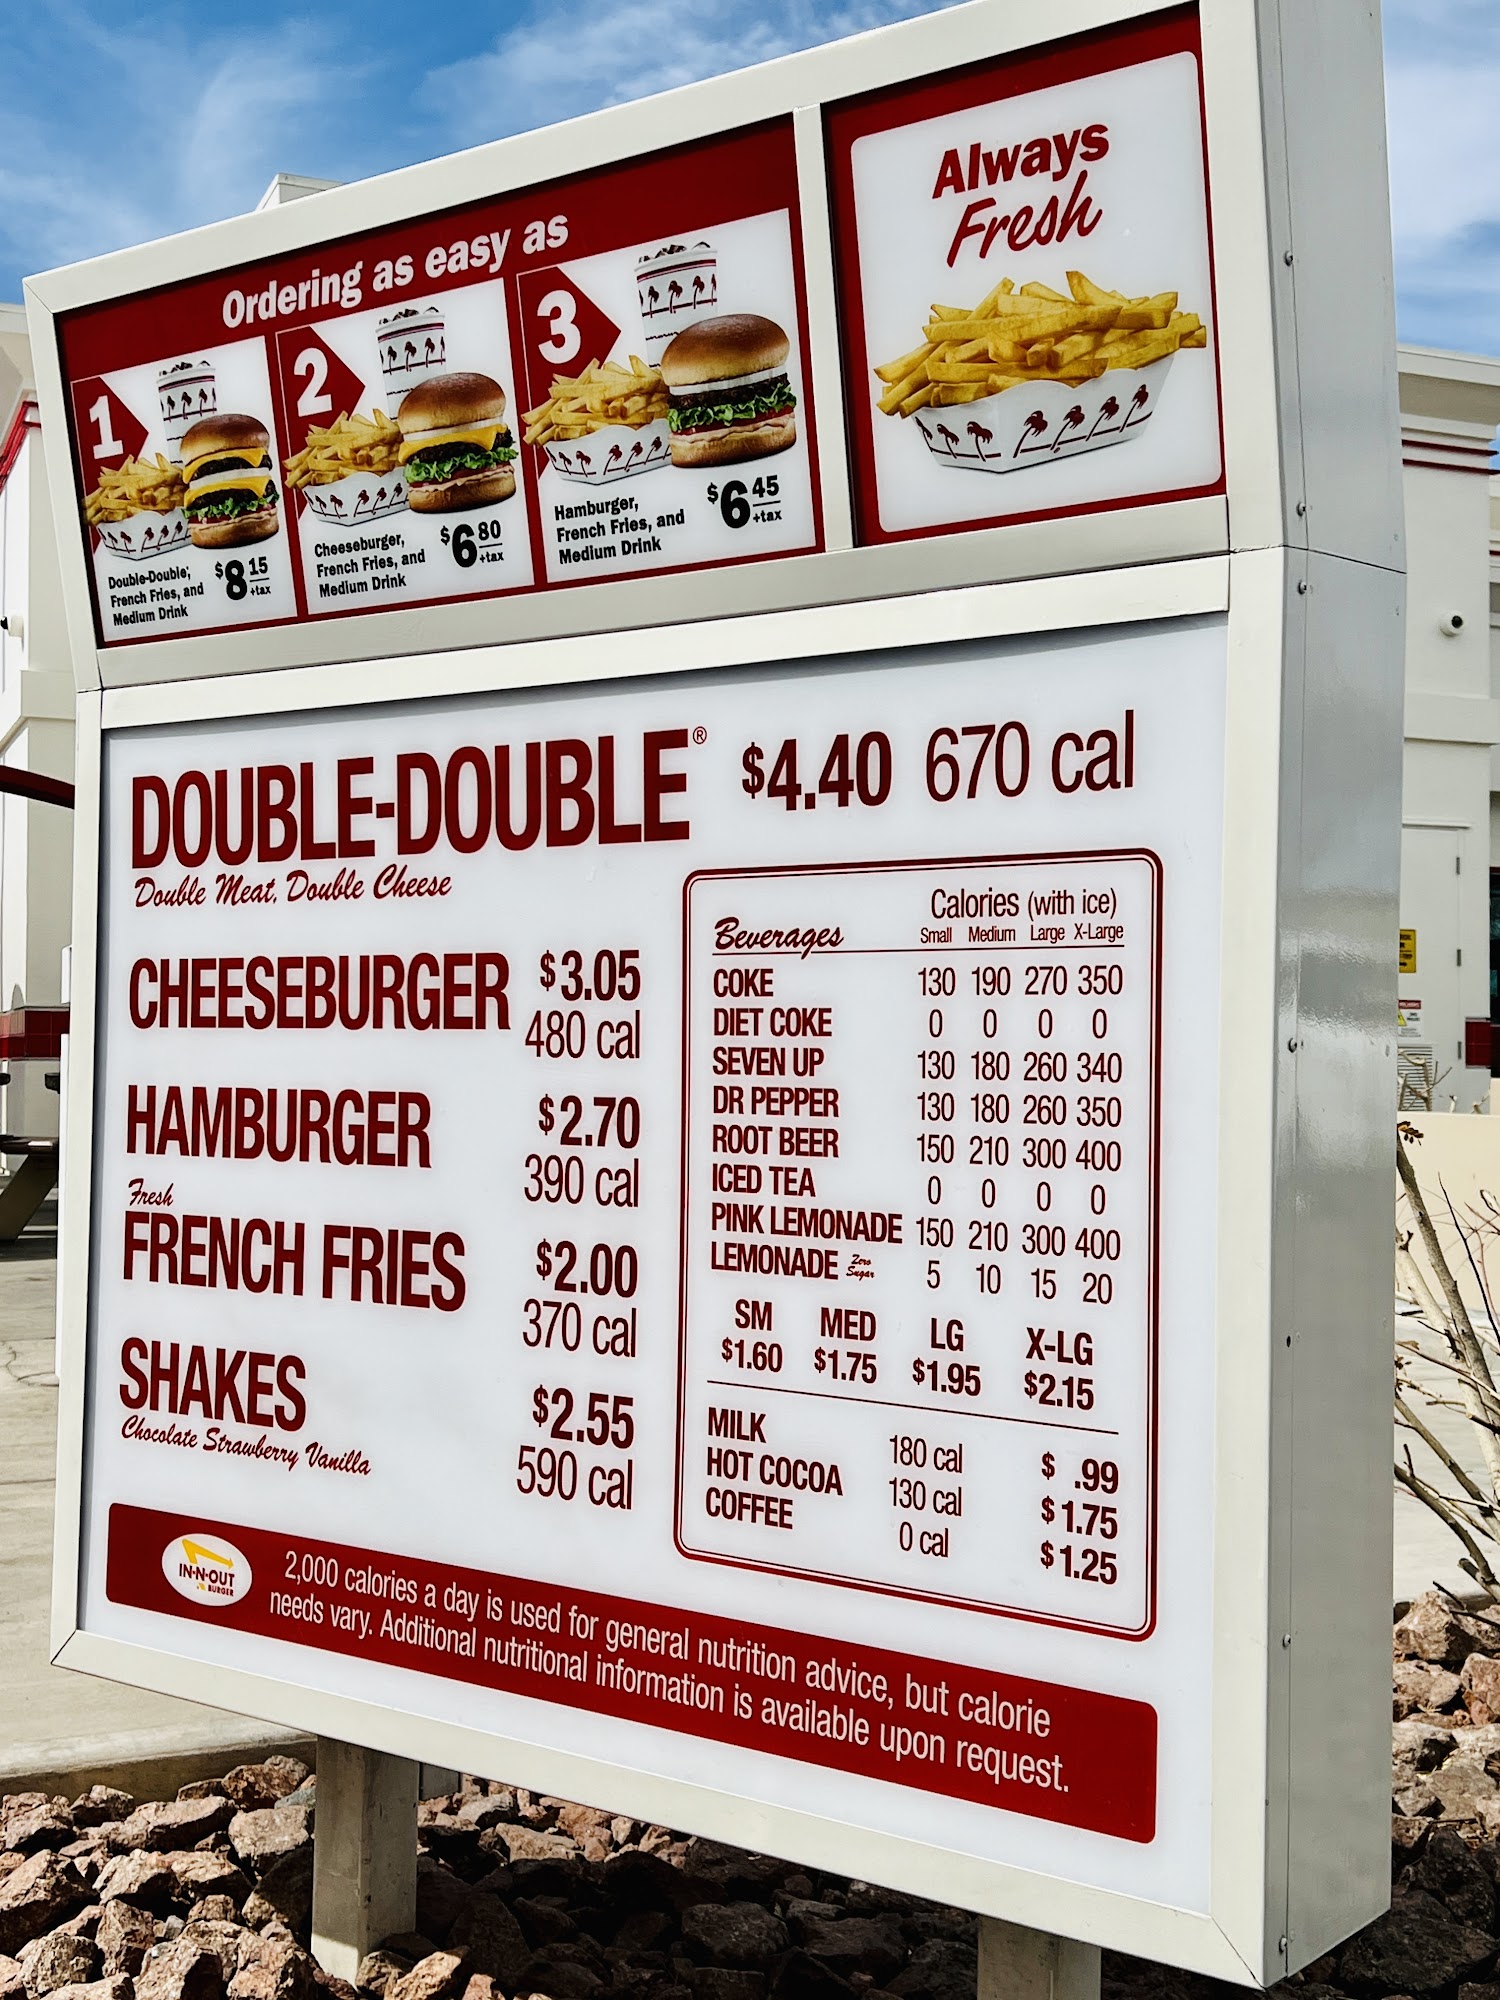 Ordering as easy as
1
Double-Double,
French Fries, and
Medium Drink
$8 15
+tax
2
Cheeseburger,
French Fries, and
Medium Drink
$6 80
+tax
3
Hamburger,
French Fries, and
Medium Drink
$6 45
+tax
Always
Fresh
DOUBLE-DOUBLE® $4.40 670 cal
Double Meat, Double Cheese
CHEESEBURGER $3.05
480 cal
HAMBURGER $2.70
390 cal
Fresh
FRENCH FRIES $2.00
370 cal
SHAKES $2.55
Chocolate Strawberry Vanilla
590 cal
Calories (with ice)
Beverages Small Medium Large X-Large
COKE 130 190 270 350
DIET COKE 0 0 0 0
SEVEN UP 130 180 260 340
DR PEPPER 130 180 260 350
ROOT BEER 150 210 300 400
ICED TEA 0 0 0 0
PINK LEMONADE 150 210 300 400
LEMONADE Zero Sugar 5 10 15 20
SM MED LG X-LG
$1.60 $1.75 $1.95 $2.15
MILK 180 cal $ .99
HOT COCOA 130 cal $1.75
COFFEE 0 cal $1.25
IN-N-OUT
BURGER
2,000 calories a day is used for general nutrition advice, but calorie
needs vary. Additional nutritional information is available upon request.